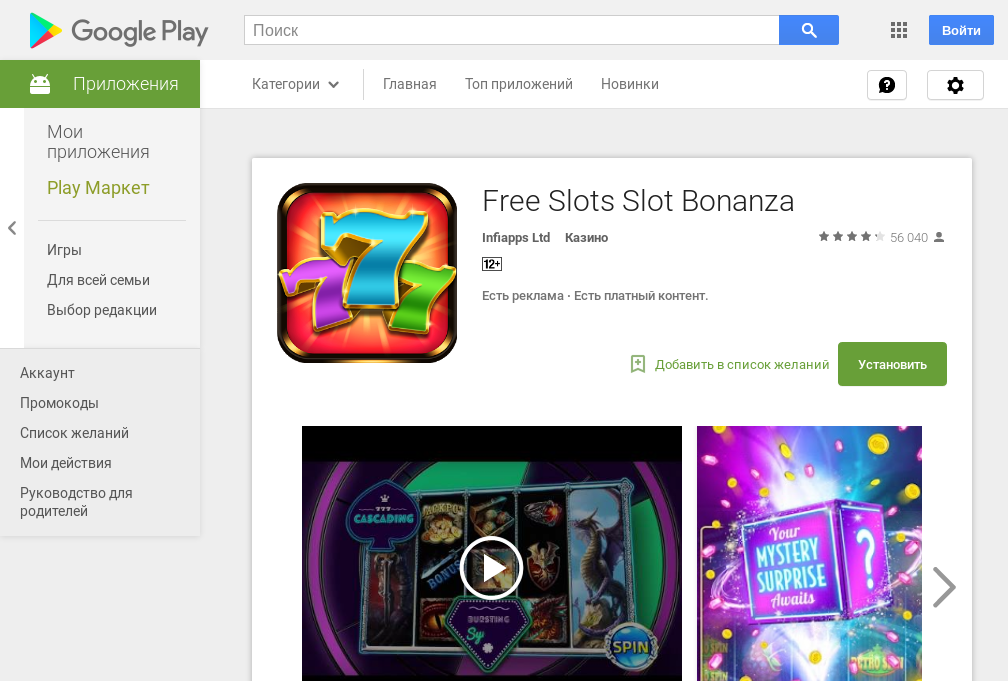 Google Play
Поиск
Войти
Приложения
Категории
Главная
Топ приложений
Новинки
Мои
приложения
Play Маркет
Игры
Для всей семьи
Выбор редакции
Аккаунт
Промокоды
Список желаний
Мои действия
Руководство для
родителей
Free Slots Slot Bonanza
Infiapps Ltd Казино
56 040
12+
Есть реклама · Есть платный контент.
Добавить в список желаний
Установить
777
CASCADING
JACKPOT
BONUS
BURSTING
Sy
SPIN
Your
MYSTERY
SURPRISE
Awaits
?